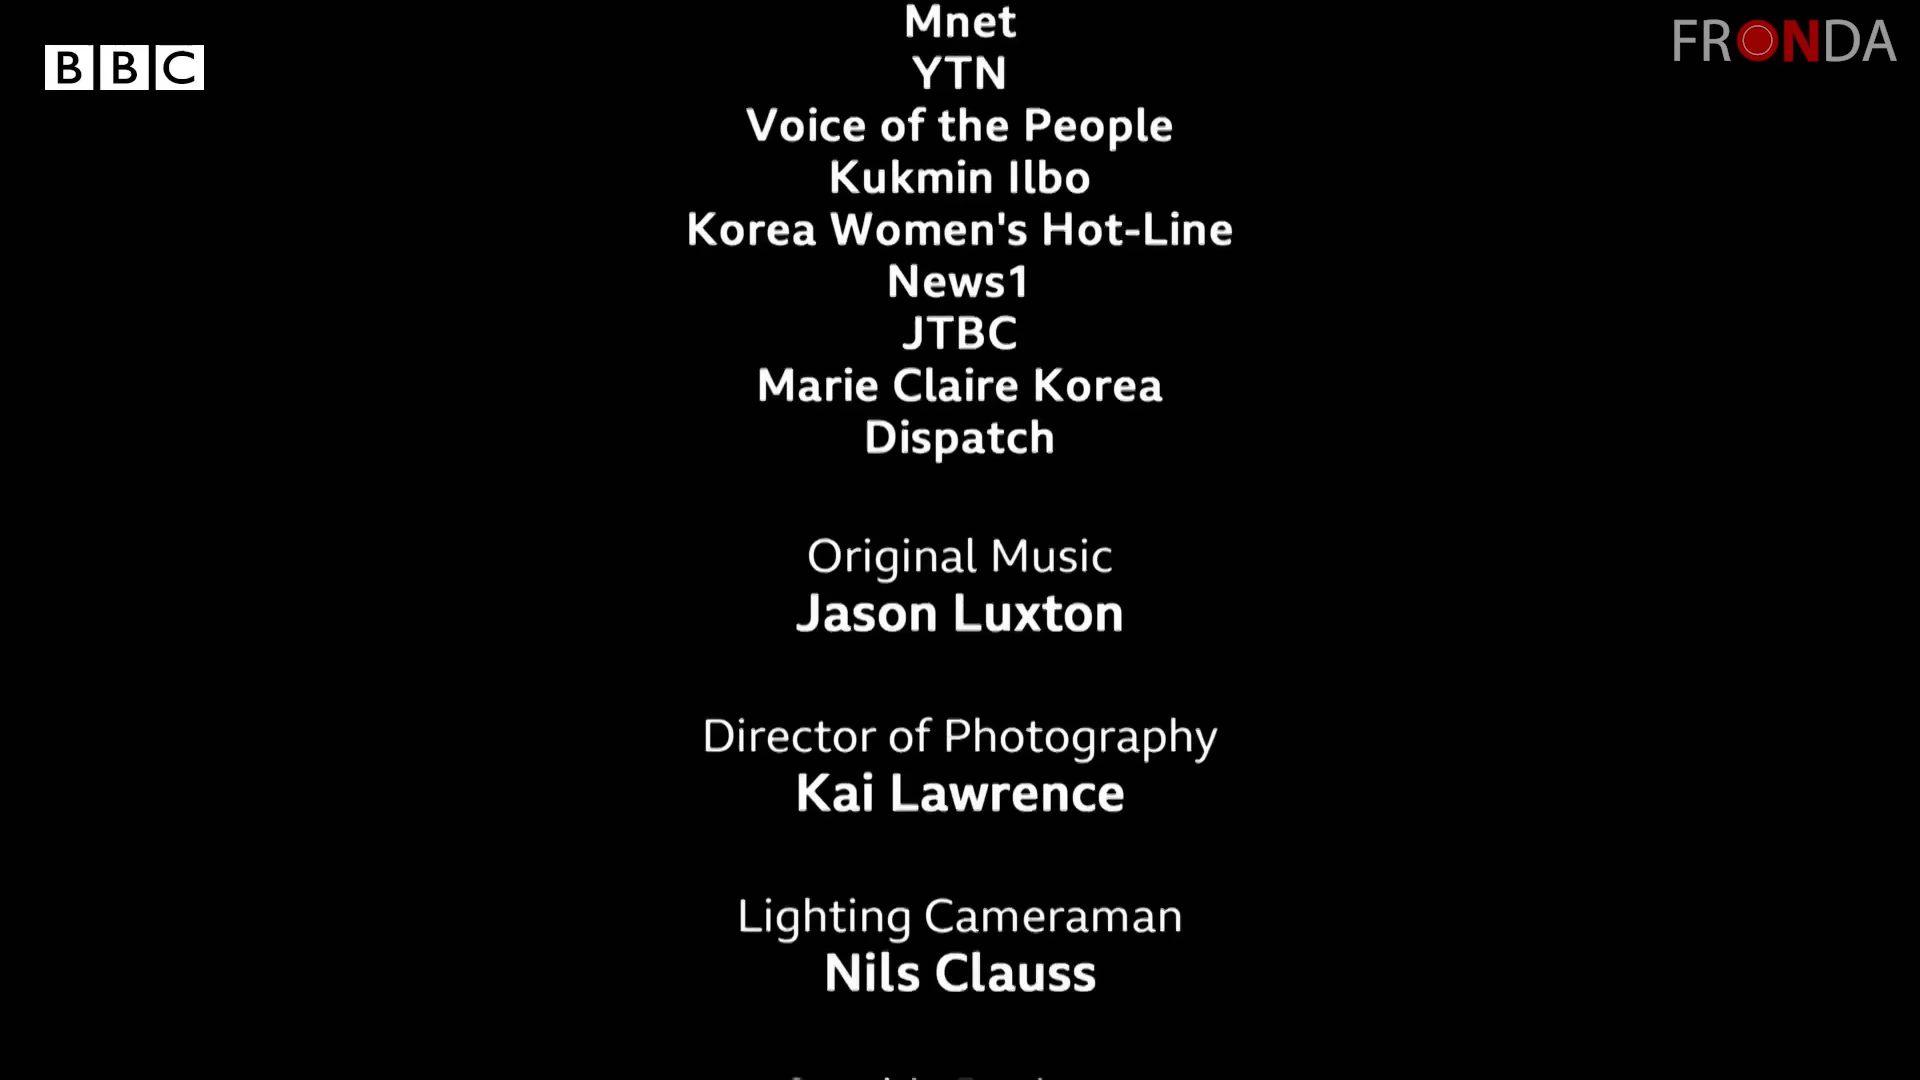 BBC
FRONDA
Mnet
YTN
Voice of the People
Kukmin Ilbo
Korea Women's Hot-Line
News1
JTBC
Marie Claire Korea
Dispatch
Original Music
Jason Luxton
Director of Photography
Kai Lawrence
Lighting Cameraman
Nils Clauss